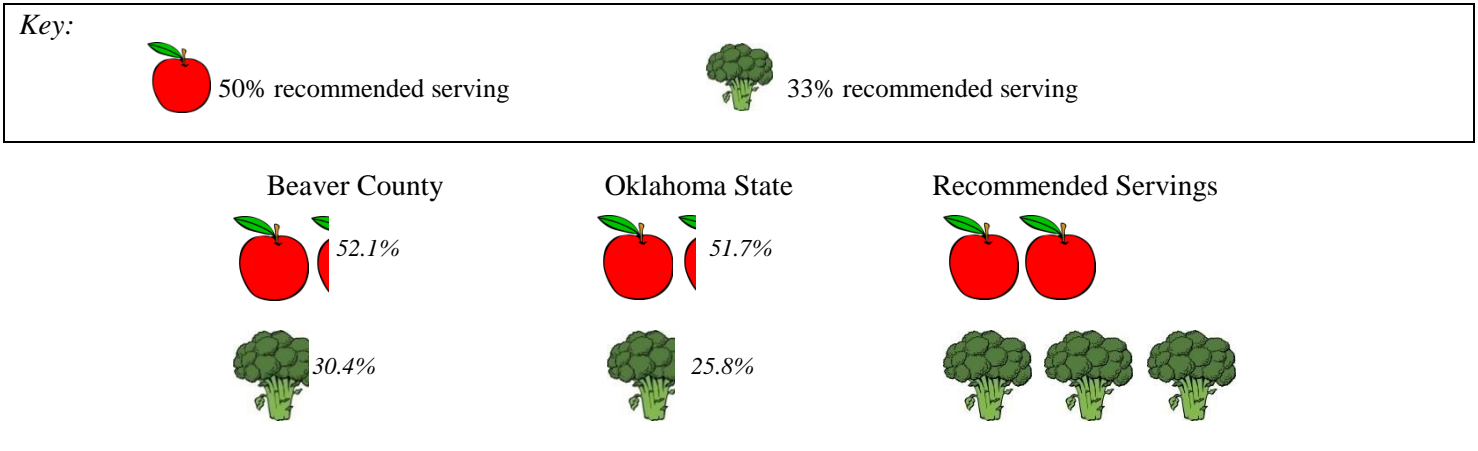 Key:
50% recommended serving 33% recommended serving
Beaver County Oklahoma State Recommended Servings
52.1% 51.7%
30.4% 25.8%